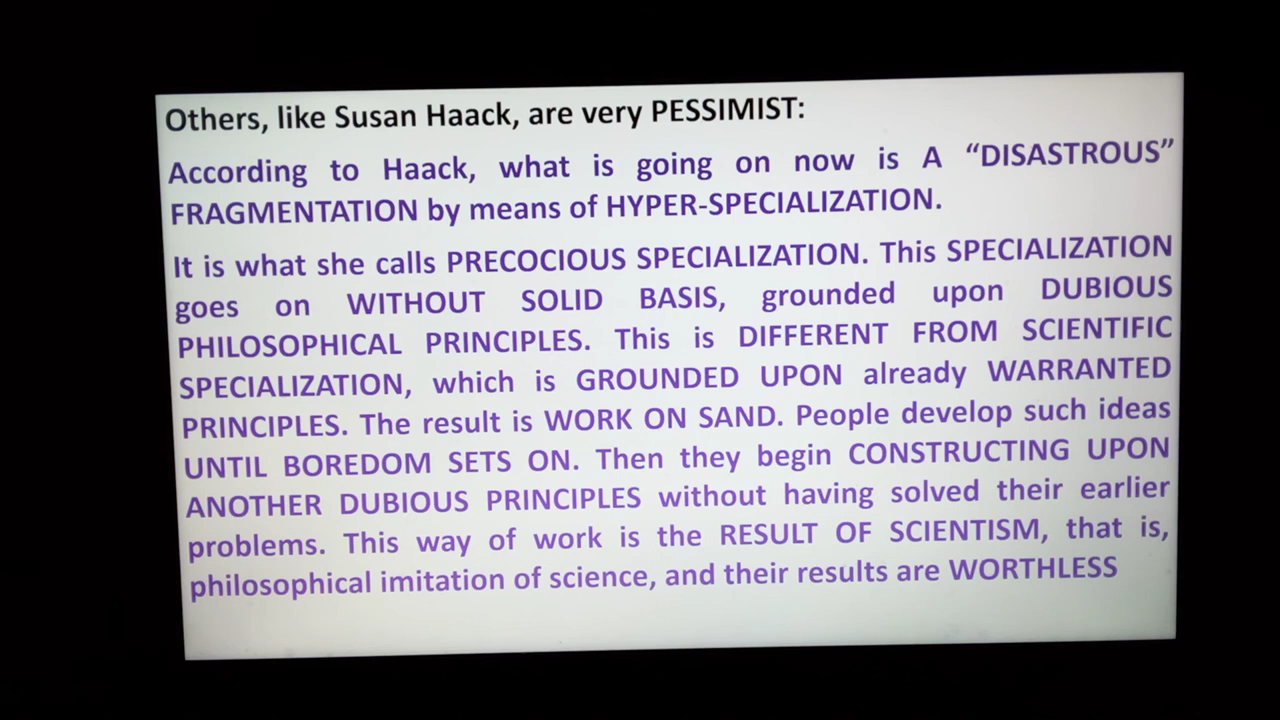 Others, like Susan Haack, are very PESSIMIST:
According to Haack, what is going on now is A “DISASTROUS”
FRAGMENTATION by means of HYPER-SPECIALIZATION.
It is what she calls PRECOCIOUS SPECIALIZATION. This SPECIALIZATION
goes on WITHOUT SOLID BASIS, grounded upon DUBIOUS
PHILOSOPHICAL PRINCIPLES. This is DIFFERENT FROM SCIENTIFIC
SPECIALIZATION, which is GROUNDED UPON already WARRANTED
PRINCIPLES. The result is WORK ON SAND. People develop such ideas
UNTIL BOREDOM SETS ON. Then they begin CONSTRUCTING UPON
ANOTHER DUBIOUS PRINCIPLES without having solved their earlier
problems. This way of work is the RESULT OF SCIENTISM, that is,
philosophical imitation of science, and their results are WORTHLESS